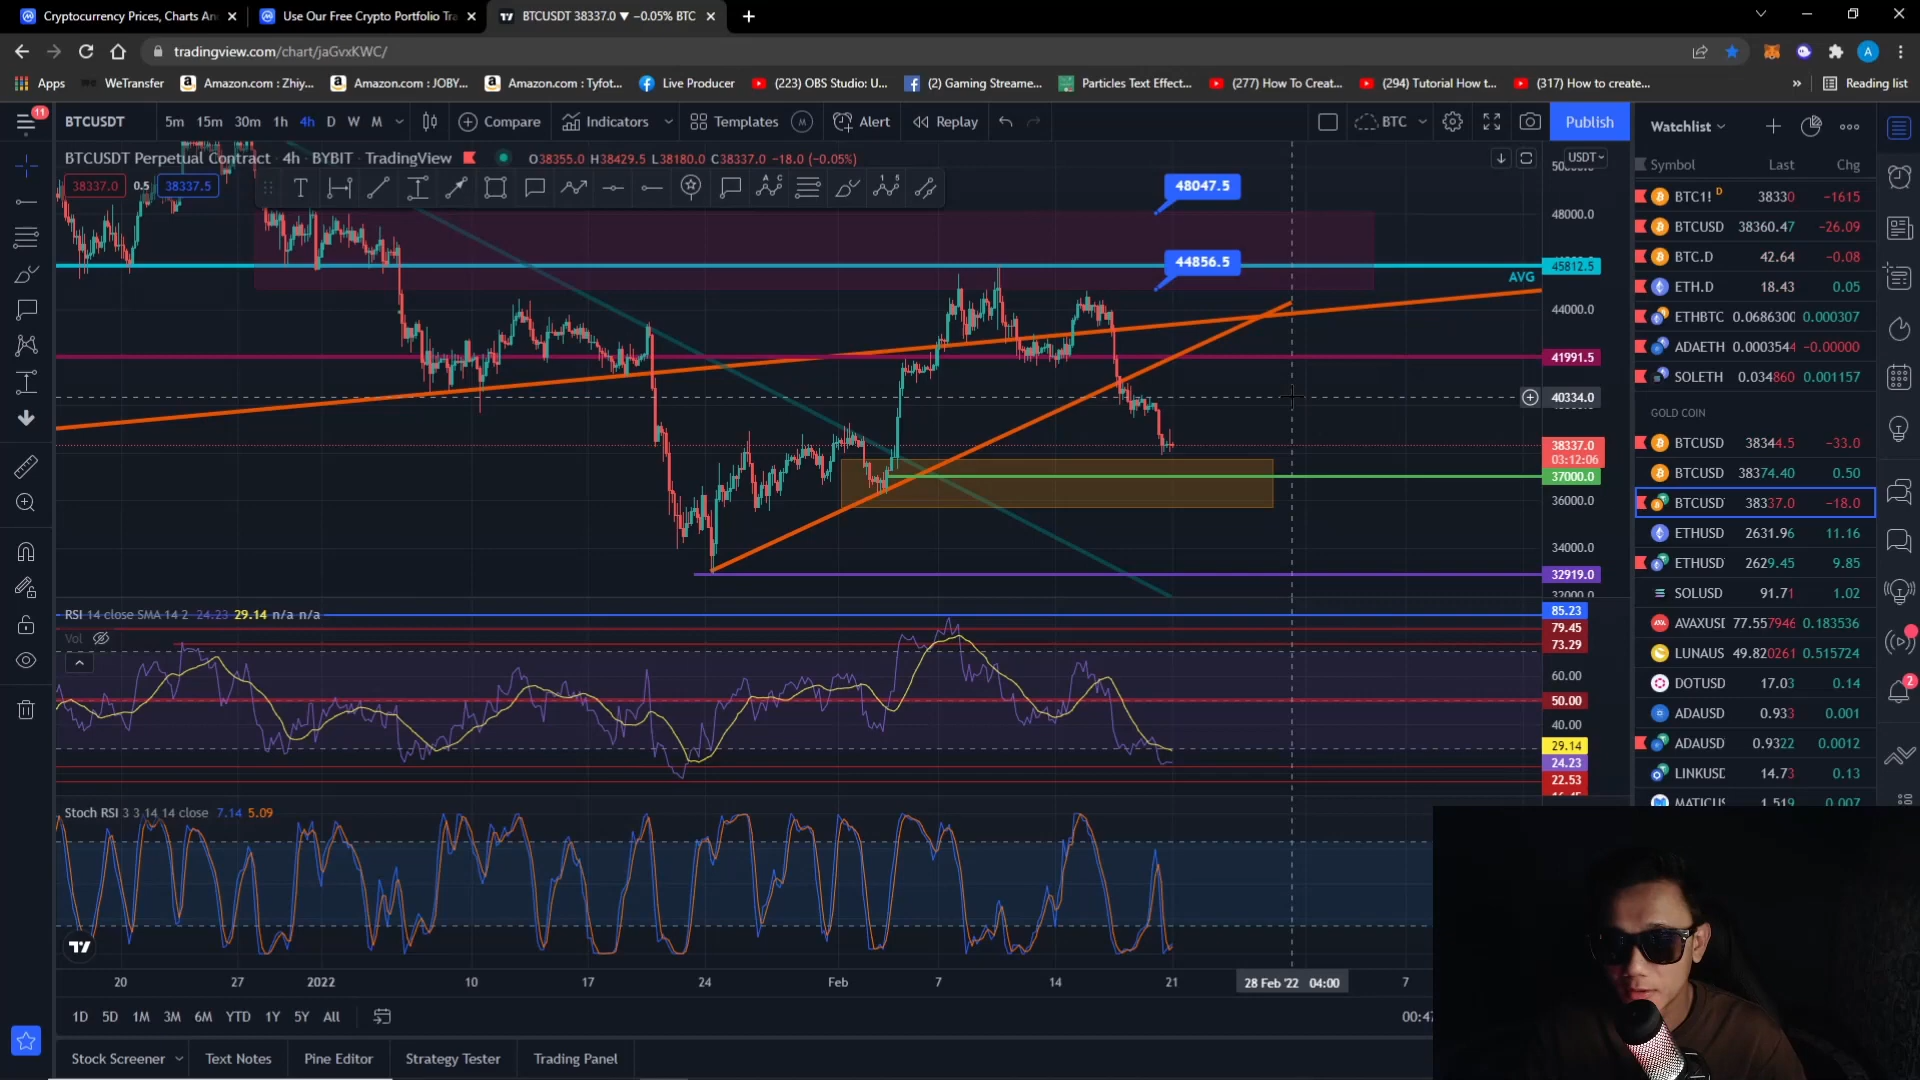 Cryptocurrency Prices, Charts An
Use Our Free Crypto Portfolio Tra
BTCUSDT 38337.0 ▼ −0.05% BTC
tradingview.com/chart/jaGvxKWC/
Apps
WeTransfer
Amazon.com : Zhiy...
Amazon.com : JOBY...
Amazon.com : Tyfot...
Live Producer
(223) OBS Studio: U...
(2) Gaming Streame...
Particles Text Effect...
(277) How To Creat...
(294) Tutorial How t...
(317) How to create...
»
Reading list
11
BTCUSDT
5m 15m 30m 1h 4h D W M
Compare
Indicators
Templates
M
Alert
Replay
BTC
Publish
BTCUSDT Perpetual Contract · 4h · BYBIT · TradingView
O38355.0 H38429.5 L38180.0 C38337.0 −18.0 (−0.05%)
38337.0 0.5 38337.5
USDT
48047.5
44856.5
48000.0
45812.5
AVG
44000.0
41991.5
40334.0
38337.0
03:12:06
37000.0
36000.0
34000.0
32919.0
32000.0
RSI 14 close SMA 14 2 24.23 29.14 n/a n/a
Vol
85.23
79.45
73.29
60.00
50.00
40.00
29.14
24.23
22.53
Stoch RSI 3 3 14 14 close 7.14 5.09
20 27 2022 10 17 24 Feb 7 14 21 28 Feb '22 04:00 7
1D 5D 1M 3M 6M YTD 1Y 5Y All
Stock Screener
Text Notes
Pine Editor
Strategy Tester
Trading Panel
Watchlist
Symbol Last Chg
BTC1! D 38330 −1615
BTCUSD 38360.47 −26.09
BTC.D 42.64 −0.08
ETH.D 18.43 0.05
ETHBTC 0.068630 0.000307
ADAETH 0.0003544 −0.00000
SOLETH 0.034860 0.001157
GOLD COIN
BTCUSD 38344.5 −33.0
BTCUSD 38374.40 0.50
BTCUSD 38337.0 −18.0
ETHUSD 2631.96 11.16
ETHUSD 2629.45 9.85
SOLUSD 91.71 1.02
AVAXUSD 77.557946 0.183536
LUNAUS 49.820261 0.515724
DOTUSD 17.03 0.14
ADAUSD 0.933 0.001
ADAUSD 0.9322 0.0012
LINKUSD 14.73 0.13
MATICUS 1.519 0.007
2